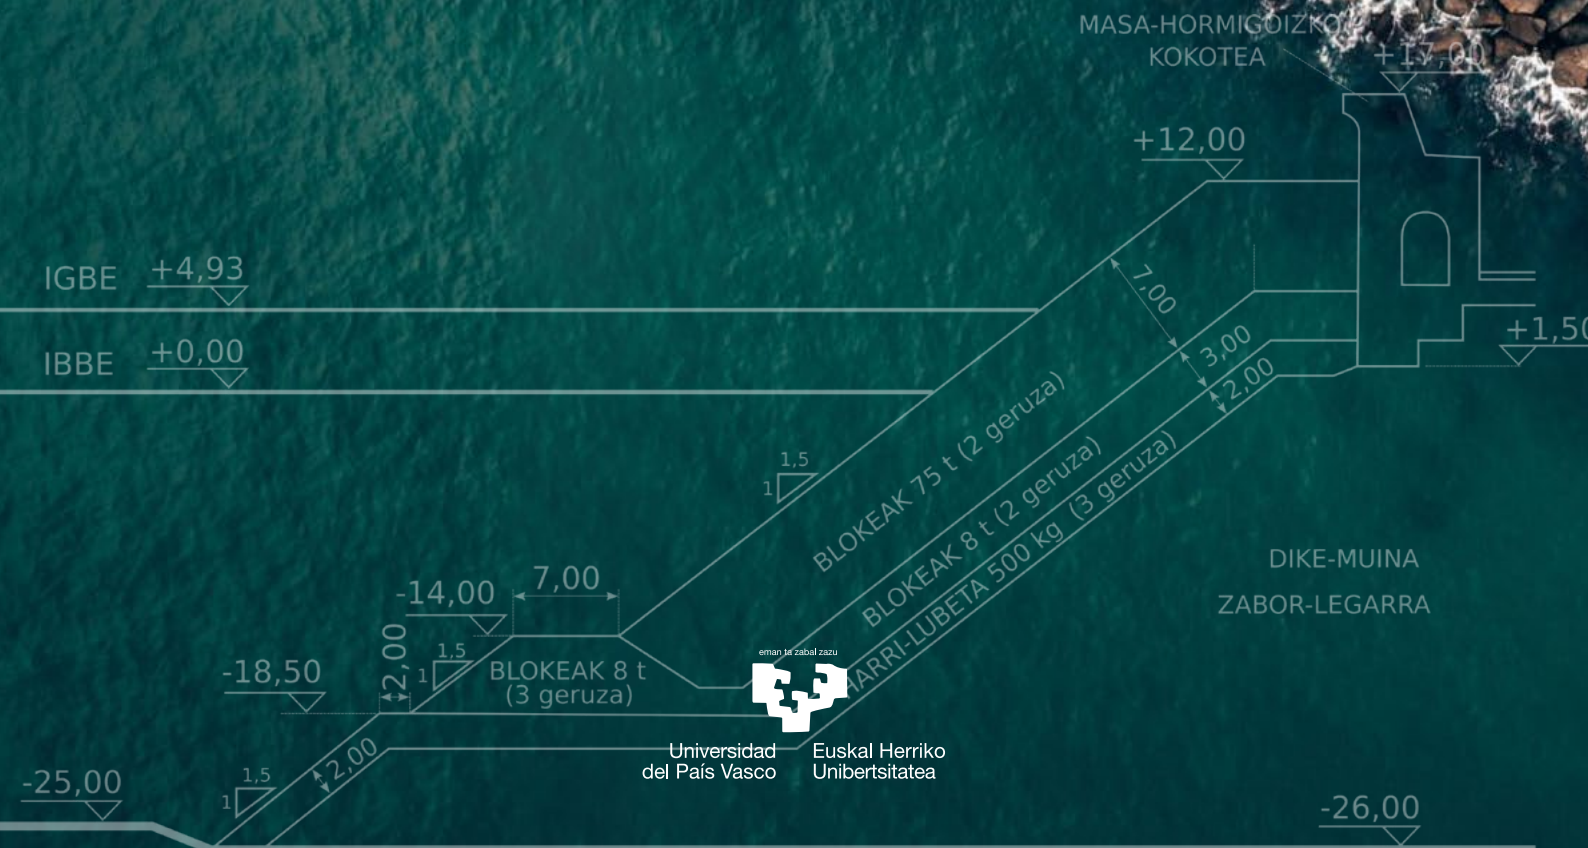 MASA-HORMIGOIZKO
KOKOTEA
+17,00
+12,00
IGBE +4,93
IBBE +0,00
+1,50
7,00
3,00
2,00
1,5
1
BLOKEAK 75 t (2 geruza)
BLOKEAK 8 t (2 geruza)
HARRI-LUBETA 500 kg (3 geruza)
DIKE-MUINA
ZABOR-LEGARRA
-14,00
7,00
2,00
1,5
1
BLOKEAK 8 t
(3 geruza)
-18,50
2,00
1,5
1
-25,00
-26,00
eman ta zabal zazu
Universidad
del País Vasco
Euskal Herriko
Unibertsitatea